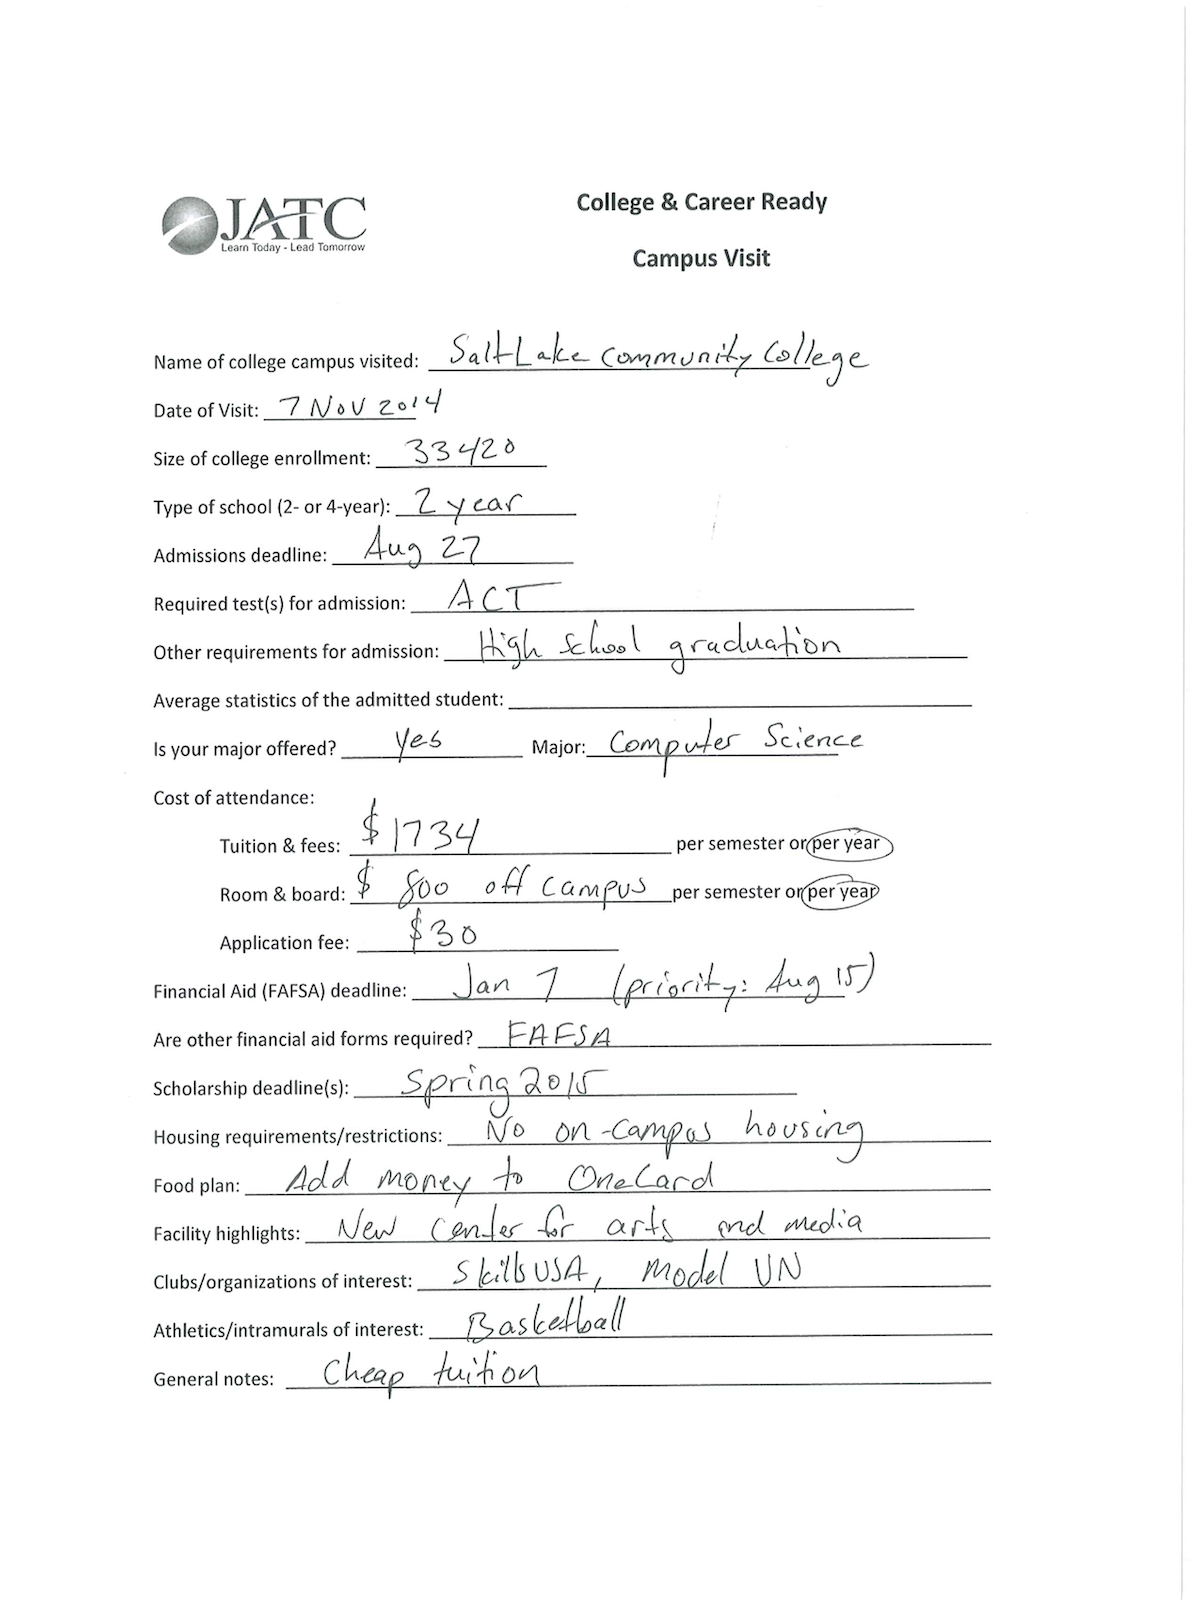 JATC
Learn Today - Lead Tomorrow
College & Career Ready
Campus Visit
Name of college campus visited: Salt Lake Community College
Date of Visit: 7 Nov 2014
Size of college enrollment: 33420
Type of school (2- or 4-year): 2 year
Admissions deadline: Aug 27
Required test(s) for admission: ACT
Other requirements for admission: High School graduation
Average statistics of the admitted student:
Is your major offered? yes Major: Computer Science
Cost of attendance:
Tuition & fees: $1734 per semester or per year
Room & board: $ 800 off campus per semester or per year
Application fee: $30
Financial Aid (FAFSA) deadline: Jan 7 (priority: Aug 15)
Are other financial aid forms required? FAFSA
Scholarship deadline(s): Spring 2015
Housing requirements/restrictions: No on-campus housing
Food plan: Add money to OneCard
Facility highlights: New Center for arts and media
Clubs/organizations of interest: SkillsUSA, Model UN
Athletics/intramurals of interest: Basketball
General notes: Cheap tuition